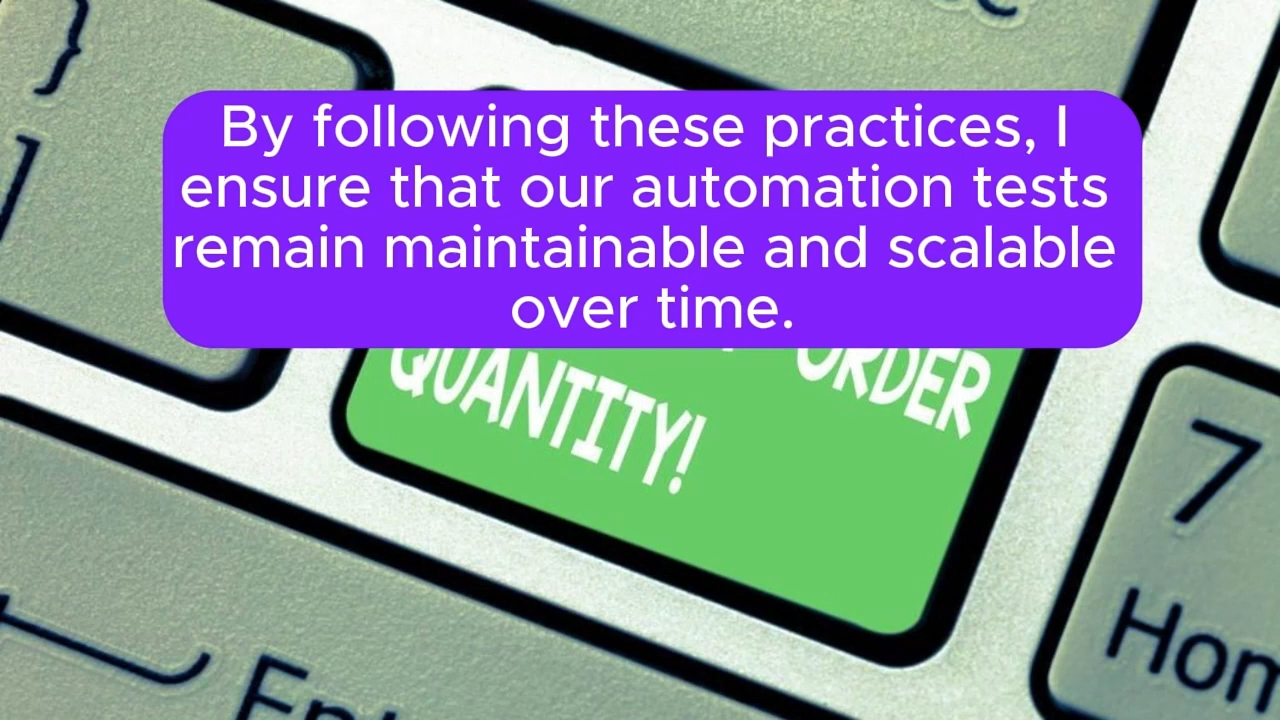 }
]
By following these practices, I
ensure that our automation tests
remain maintainable and scalable
over time.
ORDER
QUANTITY!
7
Hom